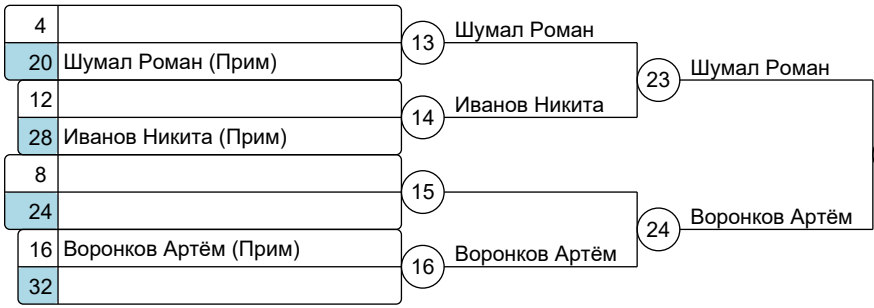 4
20 Шумал Роман (Прим)
12
28 Иванов Никита (Прим)
8
24
16 Воронков Артём (Прим)
32
13 Шумал Роман
14 Иванов Никита
15
16 Воронков Артём
23 Шумал Роман
24 Воронков Артём